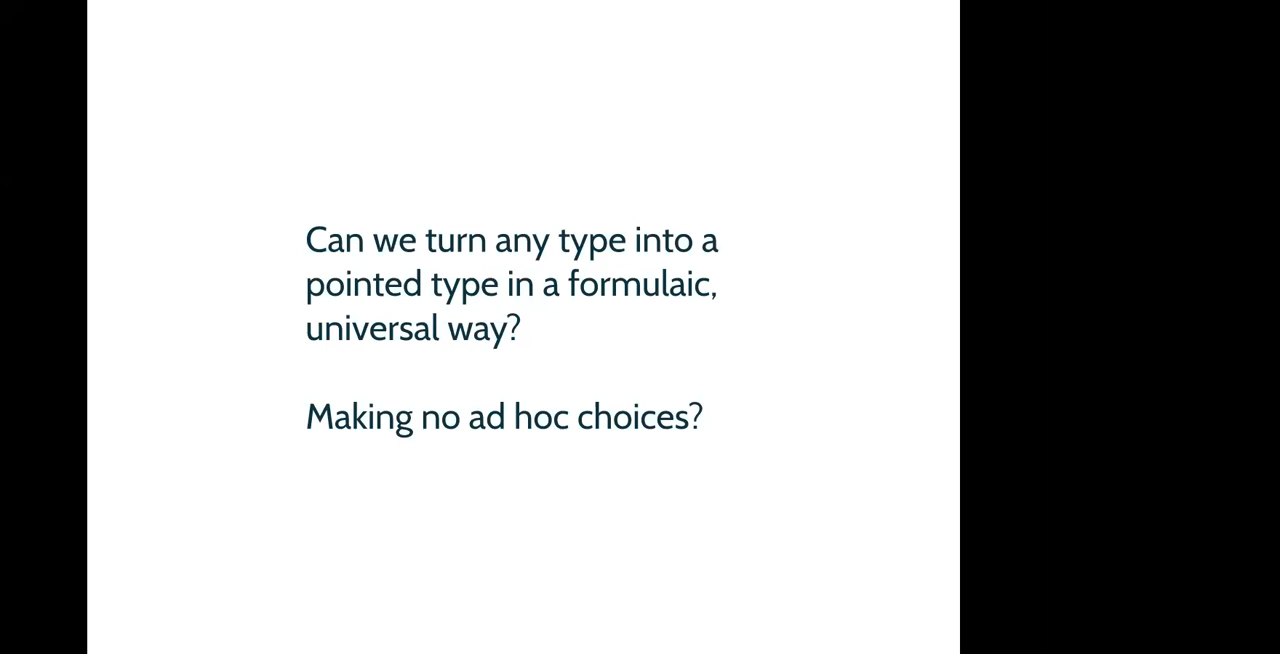 Can we turn any type into a
pointed type in a formulaic,
universal way?
Making no ad hoc choices?